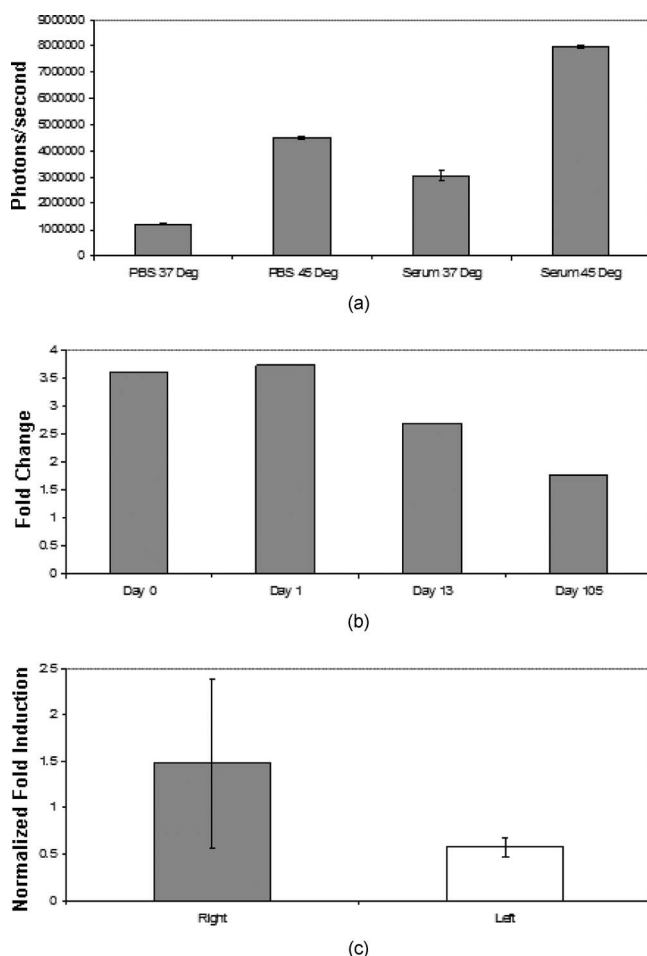 Photons/second
9000000
8000000
7000000
6000000
5000000
4000000
3000000
2000000
1000000
0
PBS 37 Deg PBS 45 Deg Serum 37 Deg Serum 45 Deg
(a)
Fold Change
4
3.5
3
2.5
2
1.5
1
0.5
0
Day 0 Day 1 Day 13 Day 105
(b)
Normalized Fold Induction
2.5
2
1.5
1
0.5
0
Right Left
(c)